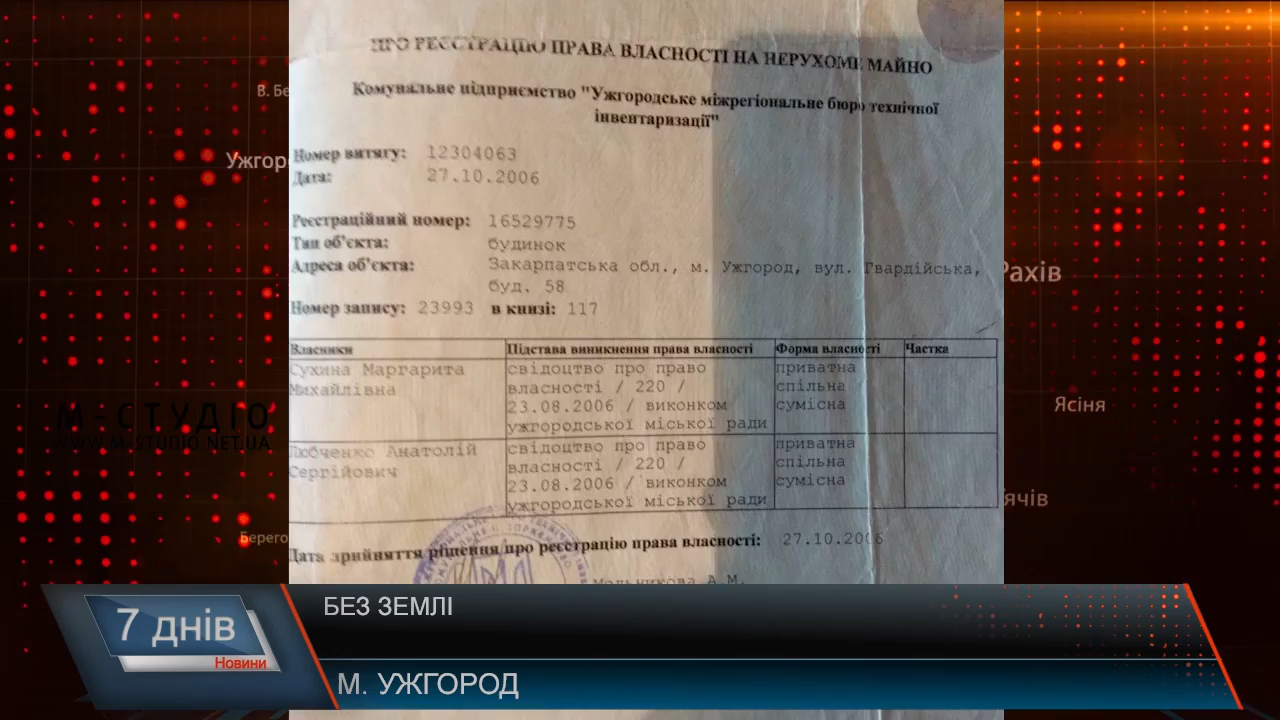 ПРО РЕЄСТРАЦІЮ ПРАВА ВЛАСНОСТІ НА НЕРУХОМЕ МАЙНО
Комунальне підприємство "Ужгородське міжрегіональне бюро технічної
інвентаризації"
Номер витягу: 12304063
Дата: 27.10.2006
Реєстраційний номер: 16529775
Тип об'єкта: будинок
Адреса об'єкта: Закарпатська обл., м. Ужгород, вул. Гвардійська,
буд. 58
Номер запису: 23993 в книзі: 117
Власники Підстава виникнення права власності Форма власності Частка
Сухина Маргарита свідоцтво про право приватна
Михайлівна власності / 220 / спільна
23.08.2006 / виконком сумісна
ужгородської міської ради
Любченко Анатолій свідоцтво про право приватна
Сергійович власності / 220 / спільна
23.08.2006 / виконком сумісна
ужгородської міської ради
Дата прийняття рішення про реєстрацію права власності: 27.10.2006
Мельникова А.М.
В. Бе
Ужгоро
Рахів
Ясіня
ячів
Берего
М-СТУДІО
WWW.M-STUDIO.NET.UA
7 днів
Новини
БЕЗ ЗЕМЛІ
М. УЖГОРОД